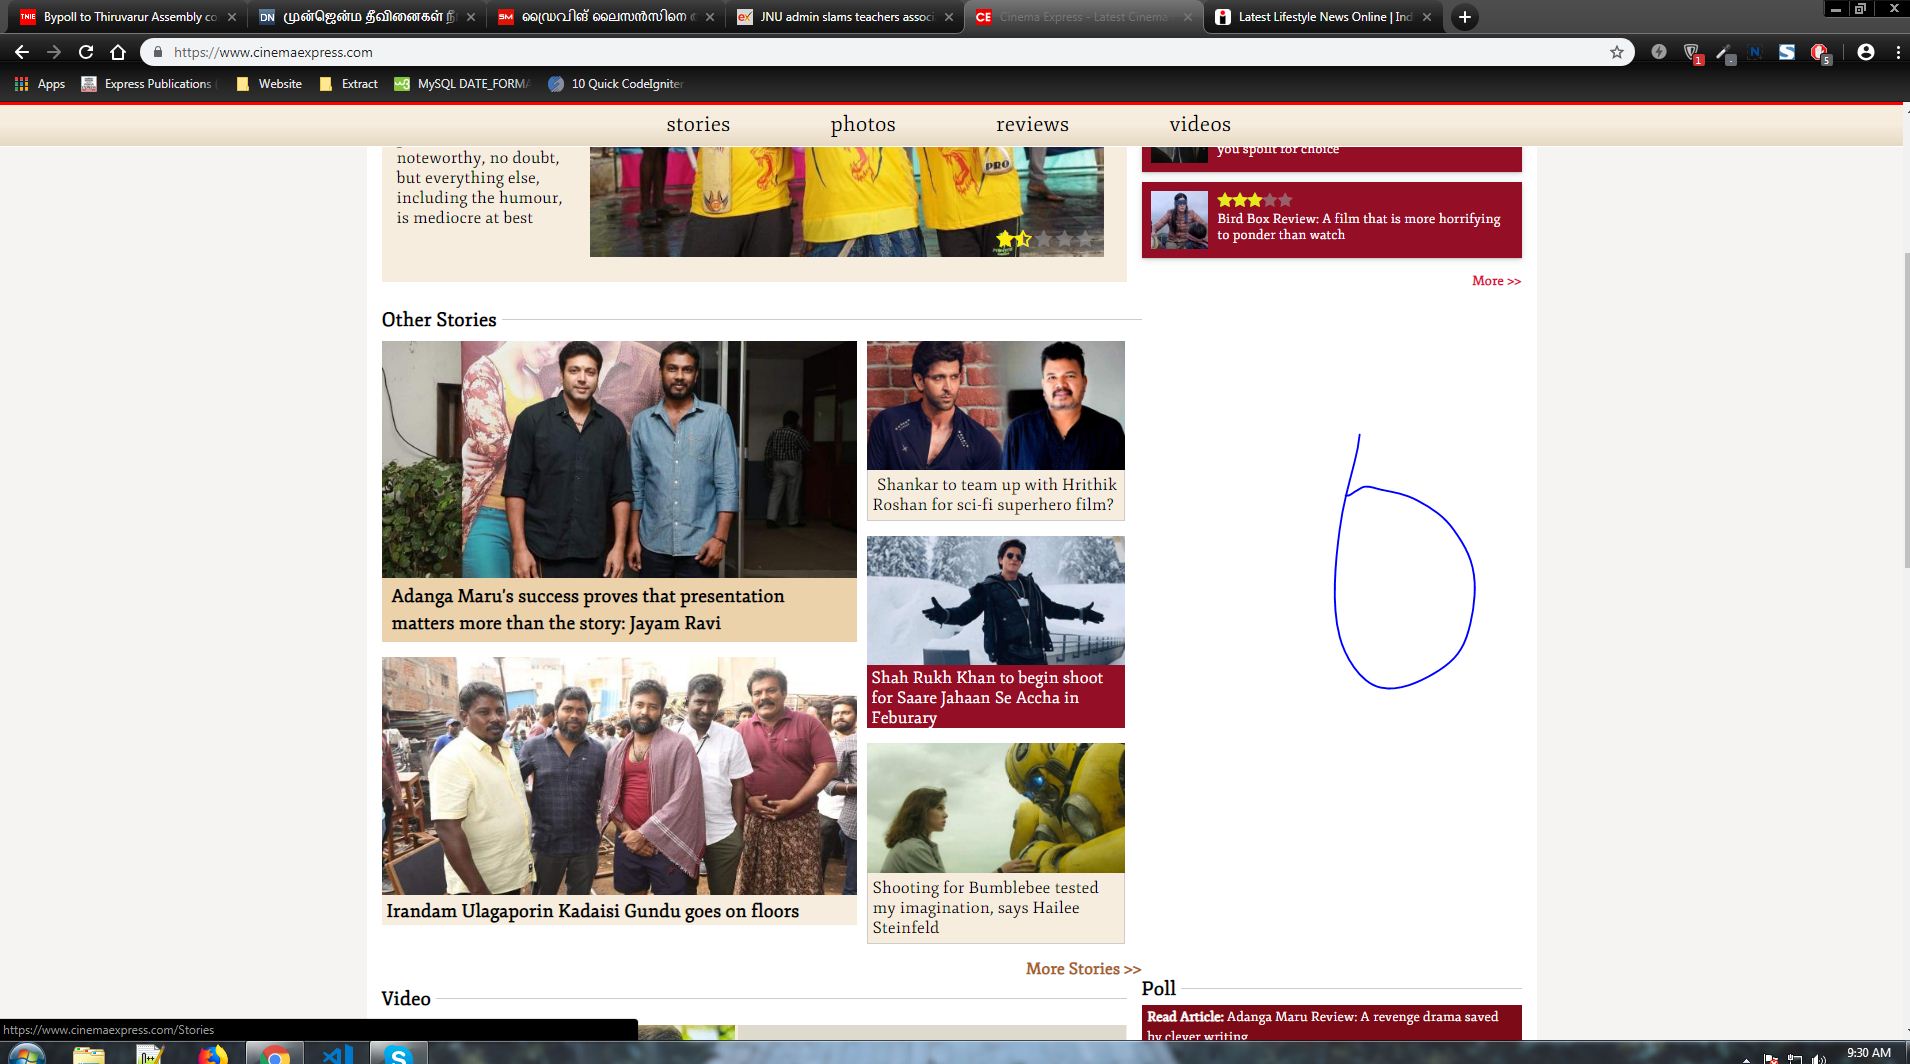 Bypoll to Thiruvarur Assembly co
முன்ஜென்ம தீவினைகள் நீ
ഡ്രൈവിങ് ലൈസൻസിനെ
JNU admin slams teachers associ
Cinema Express - Latest Cinema
Latest Lifestyle News Online | Ind
https://www.cinemaexpress.com
1
5
Apps
Express Publications
Website
Extract
MySQL DATE_FORMA
10 Quick CodeIgniter
stories
photos
reviews
videos
noteworthy, no doubt,
but everything else,
including the humour,
is mediocre at best
PRO
you spoilt for choice
Bird Box Review: A film that is more horrifying
to ponder than watch
More >>
Other Stories
Adanga Maru's success proves that presentation
matters more than the story: Jayam Ravi
Irandam Ulagaporin Kadaisi Gundu goes on floors
Shankar to team up with Hrithik
Roshan for sci-fi superhero film?
Shah Rukh Khan to begin shoot
for Saare Jahaan Se Accha in
Feburary
Shooting for Bumblebee tested
my imagination, says Hailee
Steinfeld
More Stories >>
Video
Poll
Read Article: Adanga Maru Review: A revenge drama saved
by clever writing
https://www.cinemaexpress.com/Stories
9:30 AM